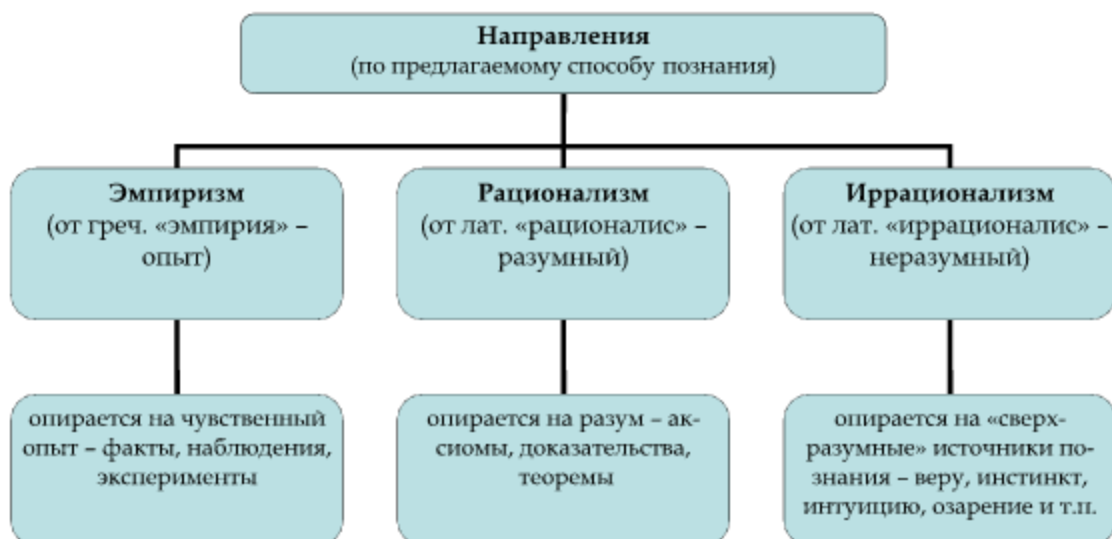 Направления
(по предлагаемому способу познания)
Эмпиризм
(от греч. «эмпирия» –
опыт)
Рационализм
(от лат. «рационалис» –
разумный)
Иррационализм
(от лат. «иррационалис» –
неразумный)
опирается на чувственный
опыт – факты, наблюдения,
эксперименты
опирается на разум – ак-
сиомы, доказательства,
теоремы
опирается на «сверх-
разумные» источники по-
знания – веру, инстинкт,
интуицию, озарение и т.п.